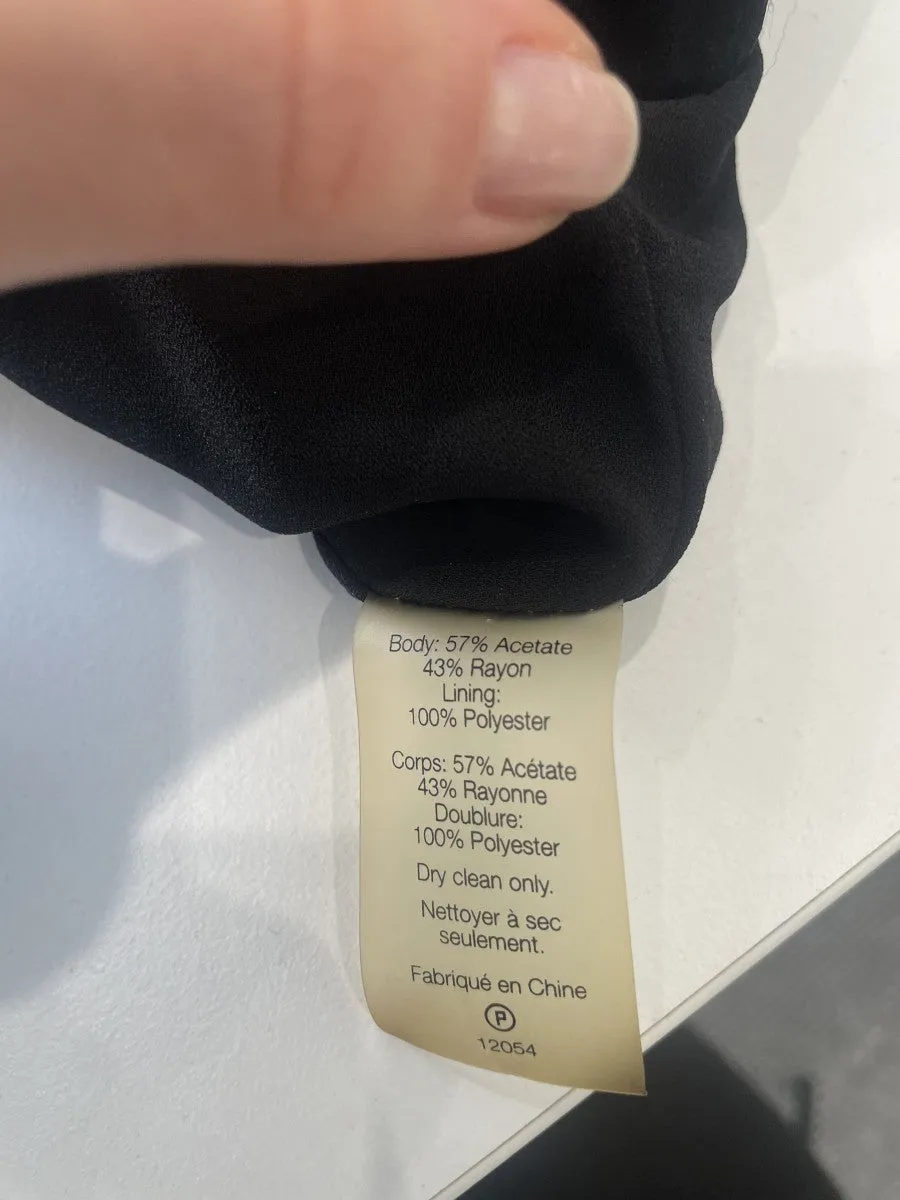 Body: 57% Acetate
43% Rayon
Lining:
100% Polyester
Corps: 57% Acétate
43% Rayonne
Doublure:
100% Polyester
Dry clean only.
Nettoyer à sec
seulement.
Fabriqué en Chine
P
12054